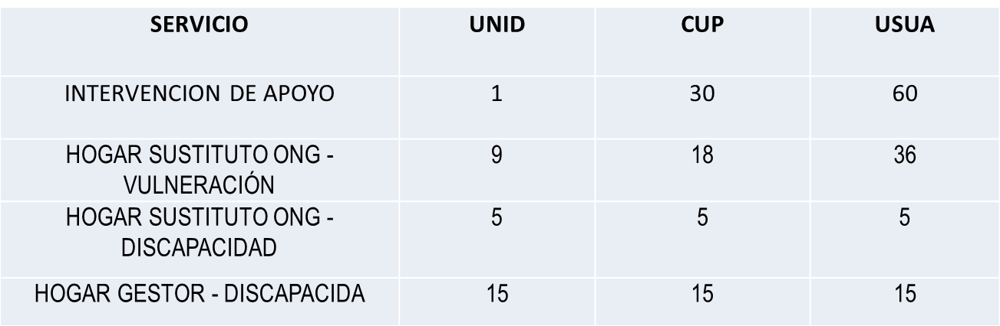 SERVICIO UNID CUP USUA
INTERVENCION DE APOYO 1 30 60
HOGAR SUSTITUTO ONG - 9 18 36
VULNERACIÓN
HOGAR SUSTITUTO ONG - 5 5 5
DISCAPACIDAD
HOGAR GESTOR - DISCAPACIDA 15 15 15